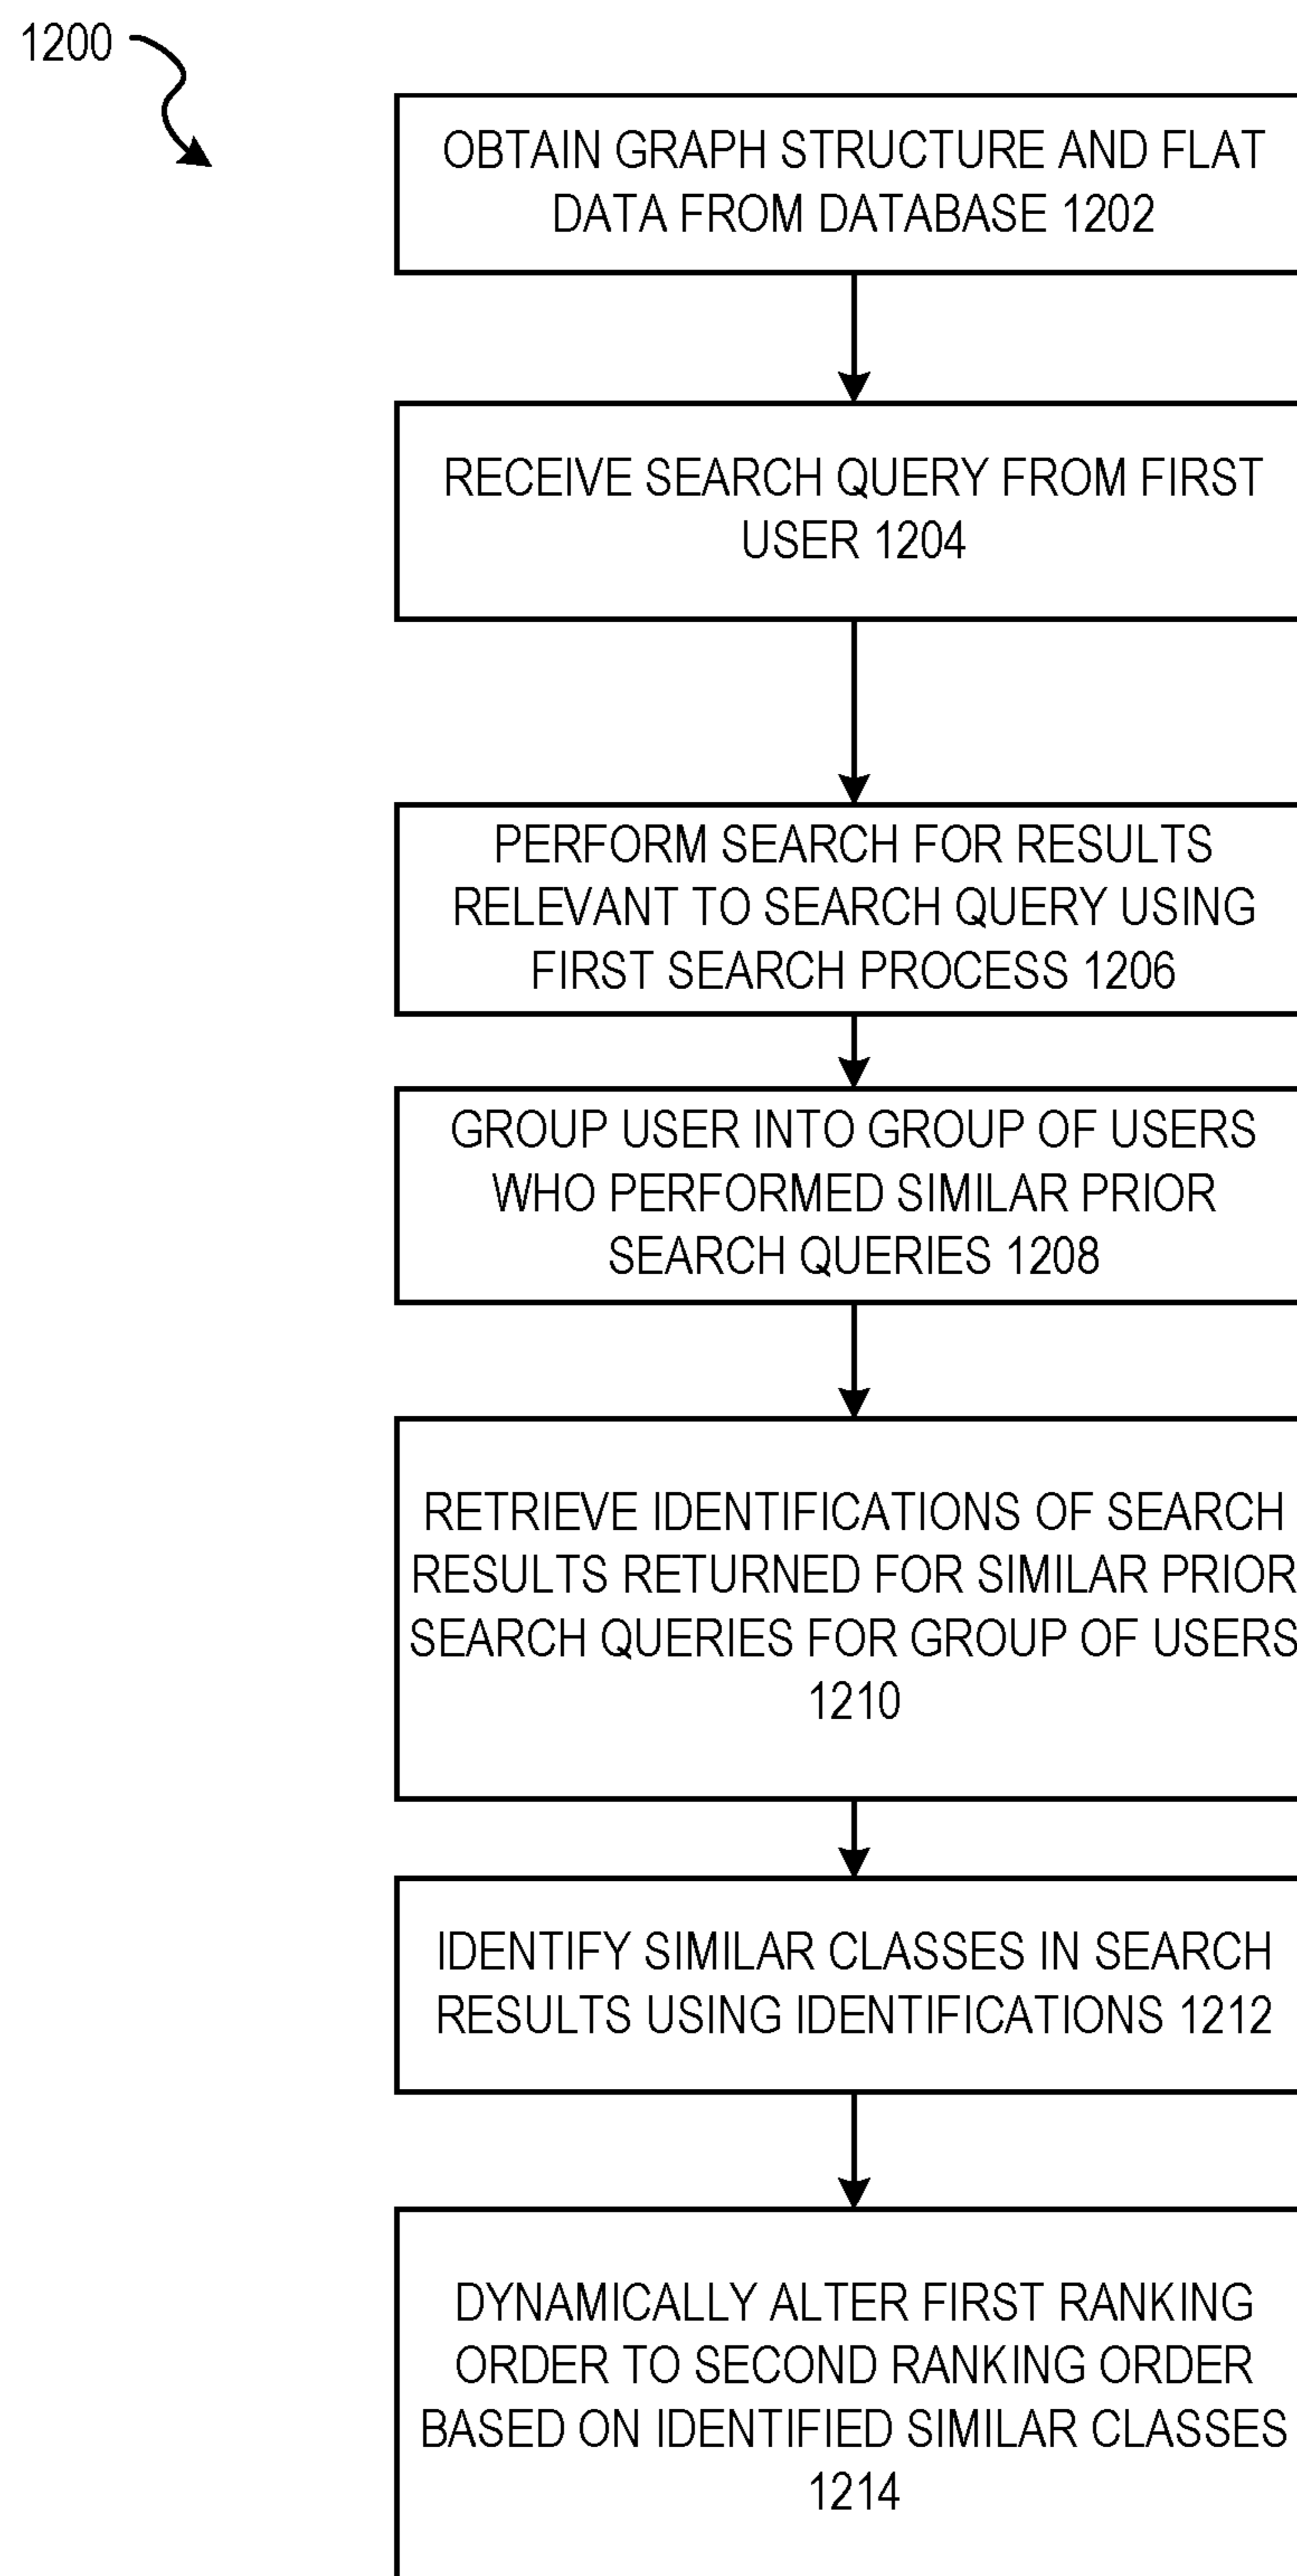 1200
OBTAIN GRAPH STRUCTURE AND FLAT
DATA FROM DATABASE 1202
RECEIVE SEARCH QUERY FROM FIRST
USER 1204
PERFORM SEARCH FOR RESULTS
RELEVANT TO SEARCH QUERY USING
FIRST SEARCH PROCESS 1206
GROUP USER INTO GROUP OF USERS
WHO PERFORMED SIMILAR PRIOR
SEARCH QUERIES 1208
RETRIEVE IDENTIFICATIONS OF SEARCH
RESULTS RETURNED FOR SIMILAR PRIOR
SEARCH QUERIES FOR GROUP OF USERS
1210
IDENTIFY SIMILAR CLASSES IN SEARCH
RESULTS USING IDENTIFICATIONS 1212
DYNAMICALLY ALTER FIRST RANKING
ORDER TO SECOND RANKING ORDER
BASED ON IDENTIFIED SIMILAR CLASSES
1214